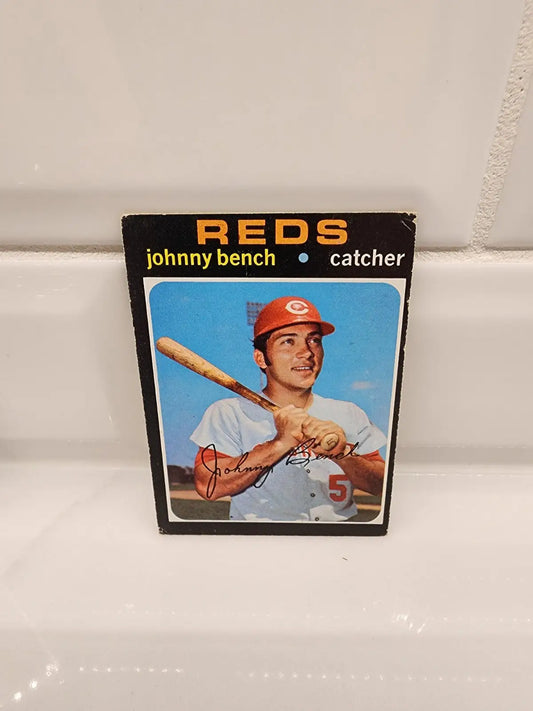 REDS
johnny bench • catcher
C
Johnny Bench
5